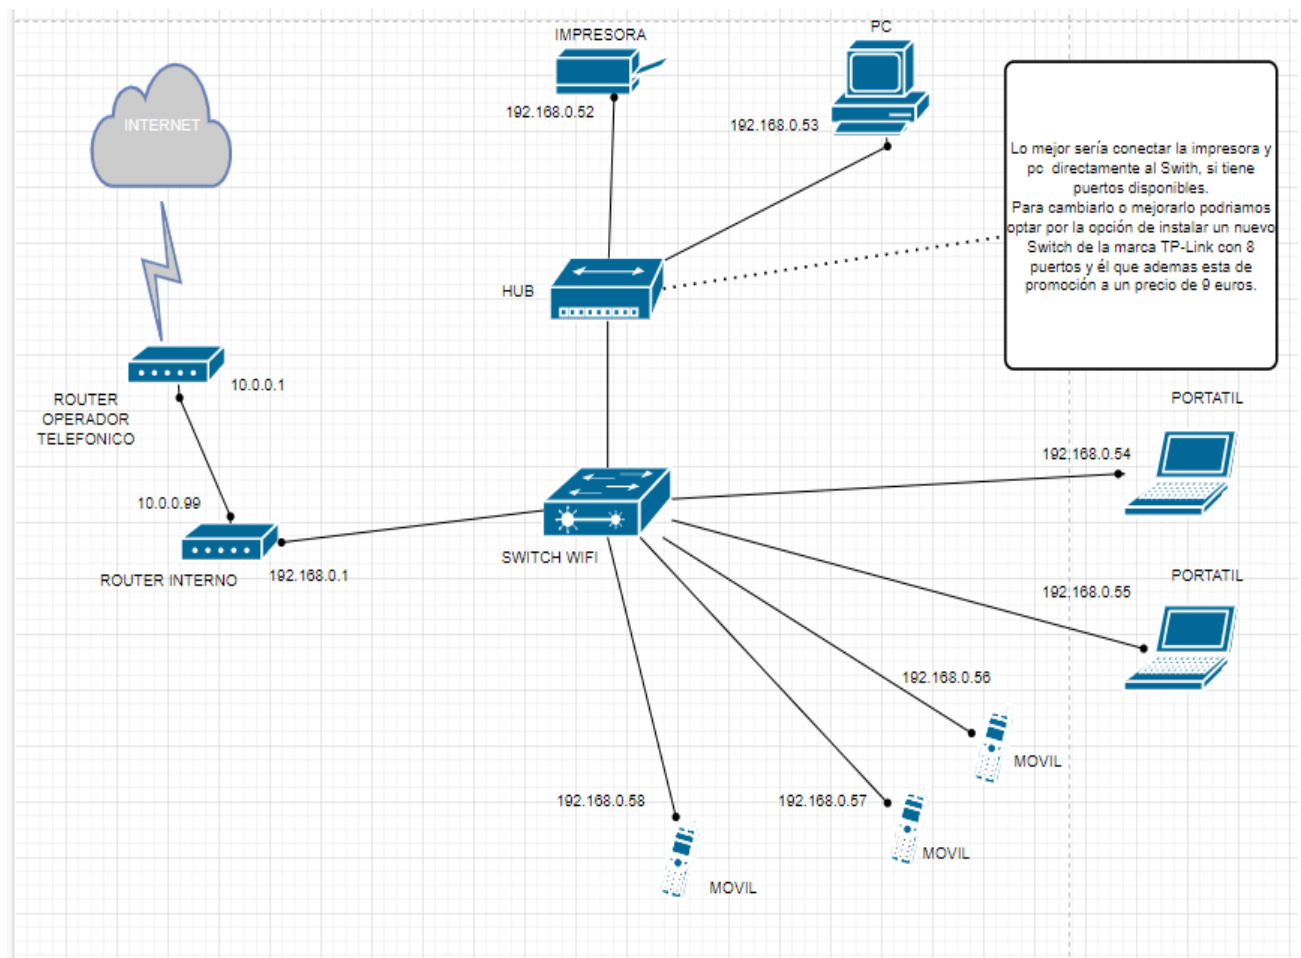 IMPRESORA
PC
192.168.0.52
192.168.0.53
INTERNET
Lo mejor sería conectar la impresora y
pc directamente al Swith, si tiene
puertos disponibles.
Para cambiarlo o mejorarlo podriamos
optar por la opción de instalar un nuevo
Switch de la marca TP-Link con 8
puertos y él que ademas esta de
promoción a un precio de 9 euros.
HUB
10.0.0.1
ROUTER
OPERADOR
TELEFONICO
PORTATIL
192.168.0.54
10.0.0.99
SWITCH WIFI
ROUTER INTERNO
192.168.0.1
PORTATIL
192.168.0.55
192.168.0.56
MOVIL
192.168.0.58
192.168.0.57
MOVIL
MOVIL